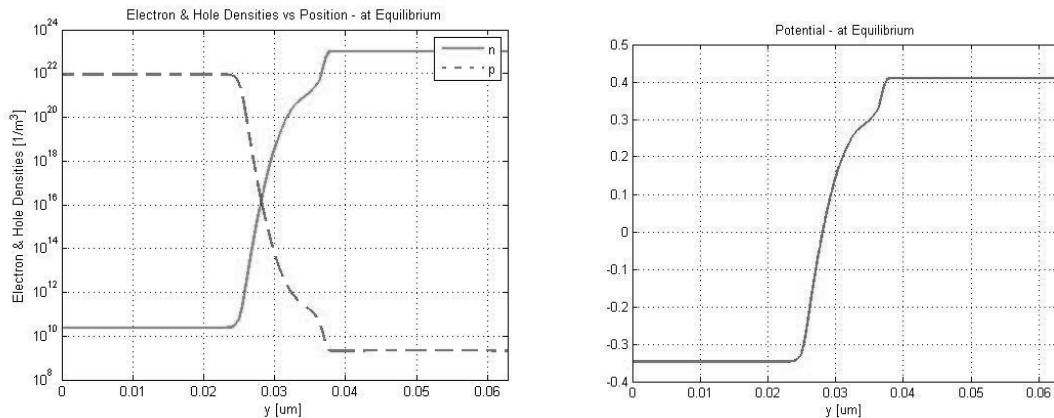 Electron & Hole Densities vs Position - at Equilibrium
10^24
10^22
10^20
10^18
10^16
10^14
10^12
10^10
10^8
Electron & Hole Densities [1/m^3]
n
p
0 0.01 0.02 0.03 0.04 0.05 0.06
y [um]
Potential - at Equilibrium
0.5
0.4
0.3
0.2
0.1
0
-0.1
-0.2
-0.3
-0.4
0 0.01 0.02 0.03 0.04 0.05 0.06
y [um]